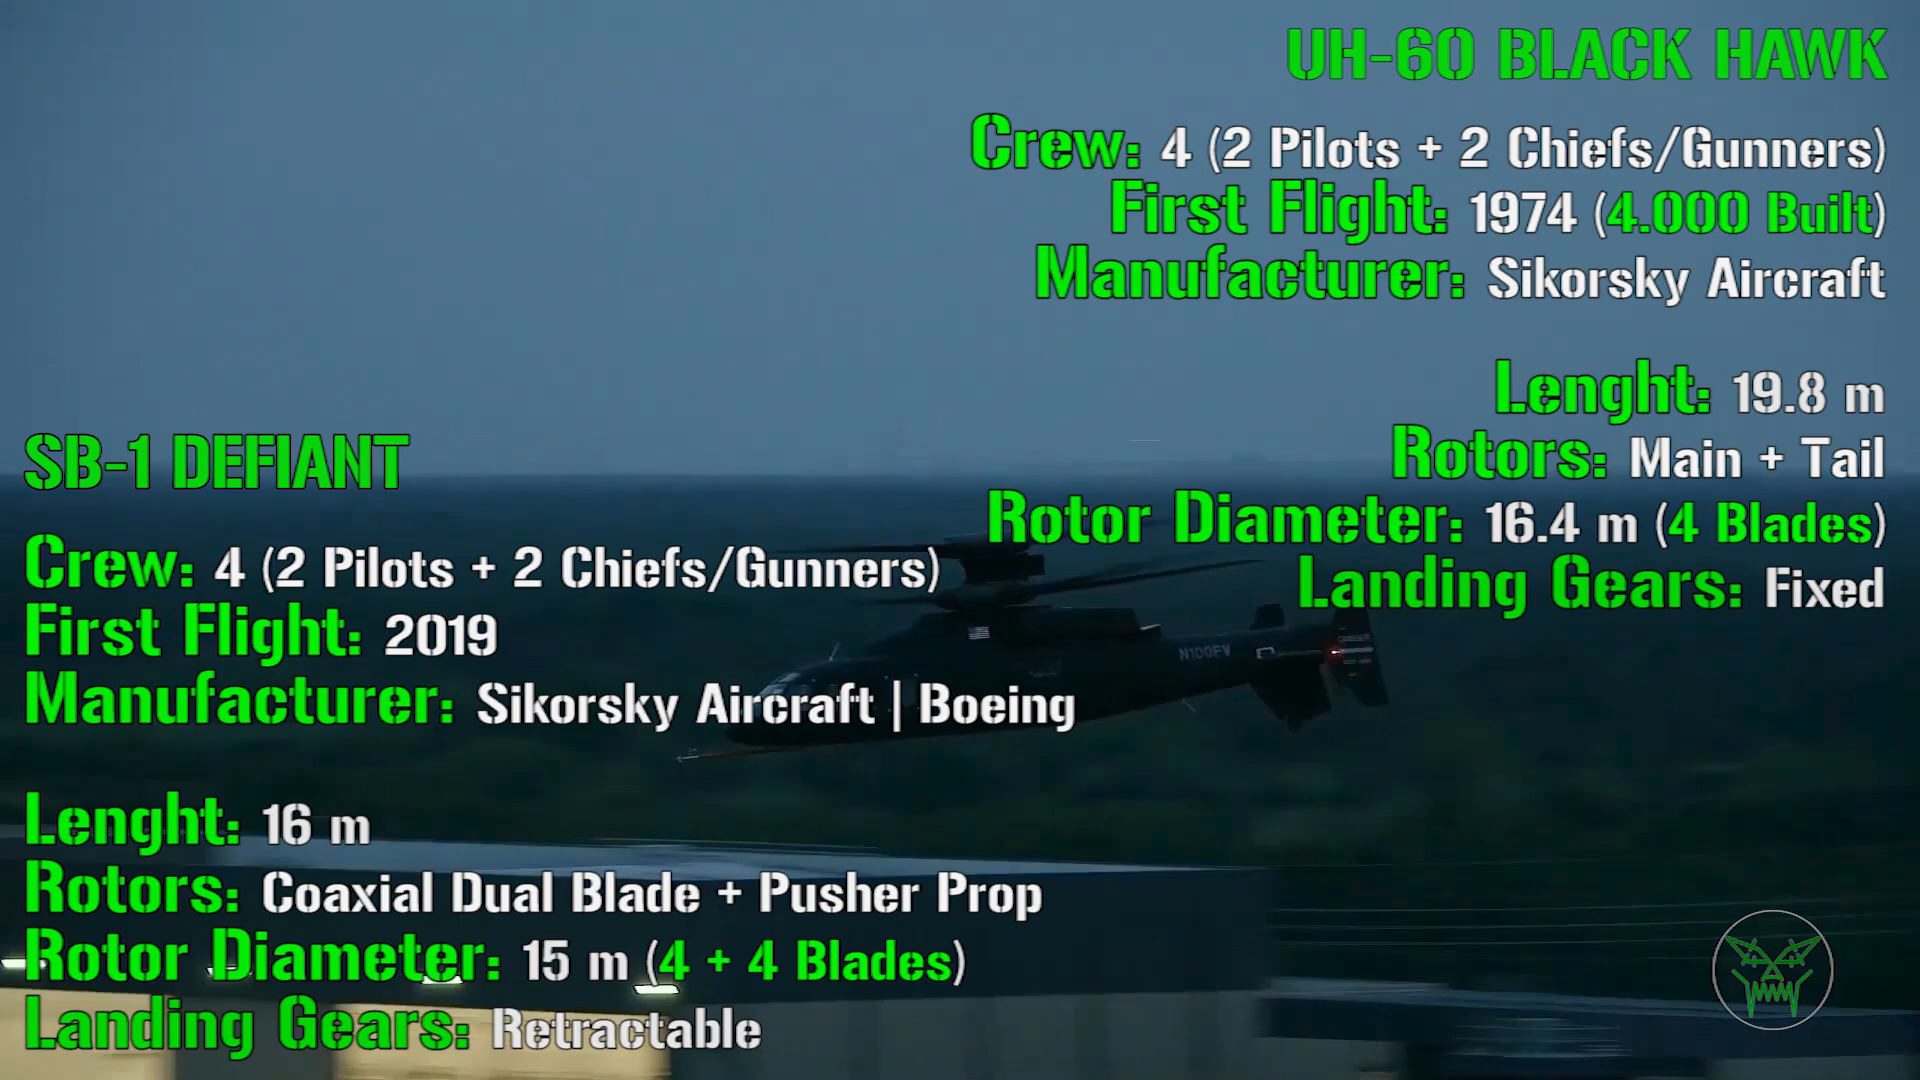 UH-60 BLACK HAWK
Crew: 4 (2 Pilots + 2 Chiefs/Gunners)
First Flight: 1974 (4.000 Built)
Manufacturer: Sikorsky Aircraft
Lenght: 19.8 m
Rotors: Main + Tail
Rotor Diameter: 16.4 m (4 Blades)
Landing Gears: Fixed
SB-1 DEFIANT
Crew: 4 (2 Pilots + 2 Chiefs/Gunners)
First Flight: 2019
Manufacturer: Sikorsky Aircraft | Boeing
Lenght: 16 m
Rotors: Coaxial Dual Blade + Pusher Prop
Rotor Diameter: 15 m (4 + 4 Blades)
Landing Gears: Retractable
N100FV